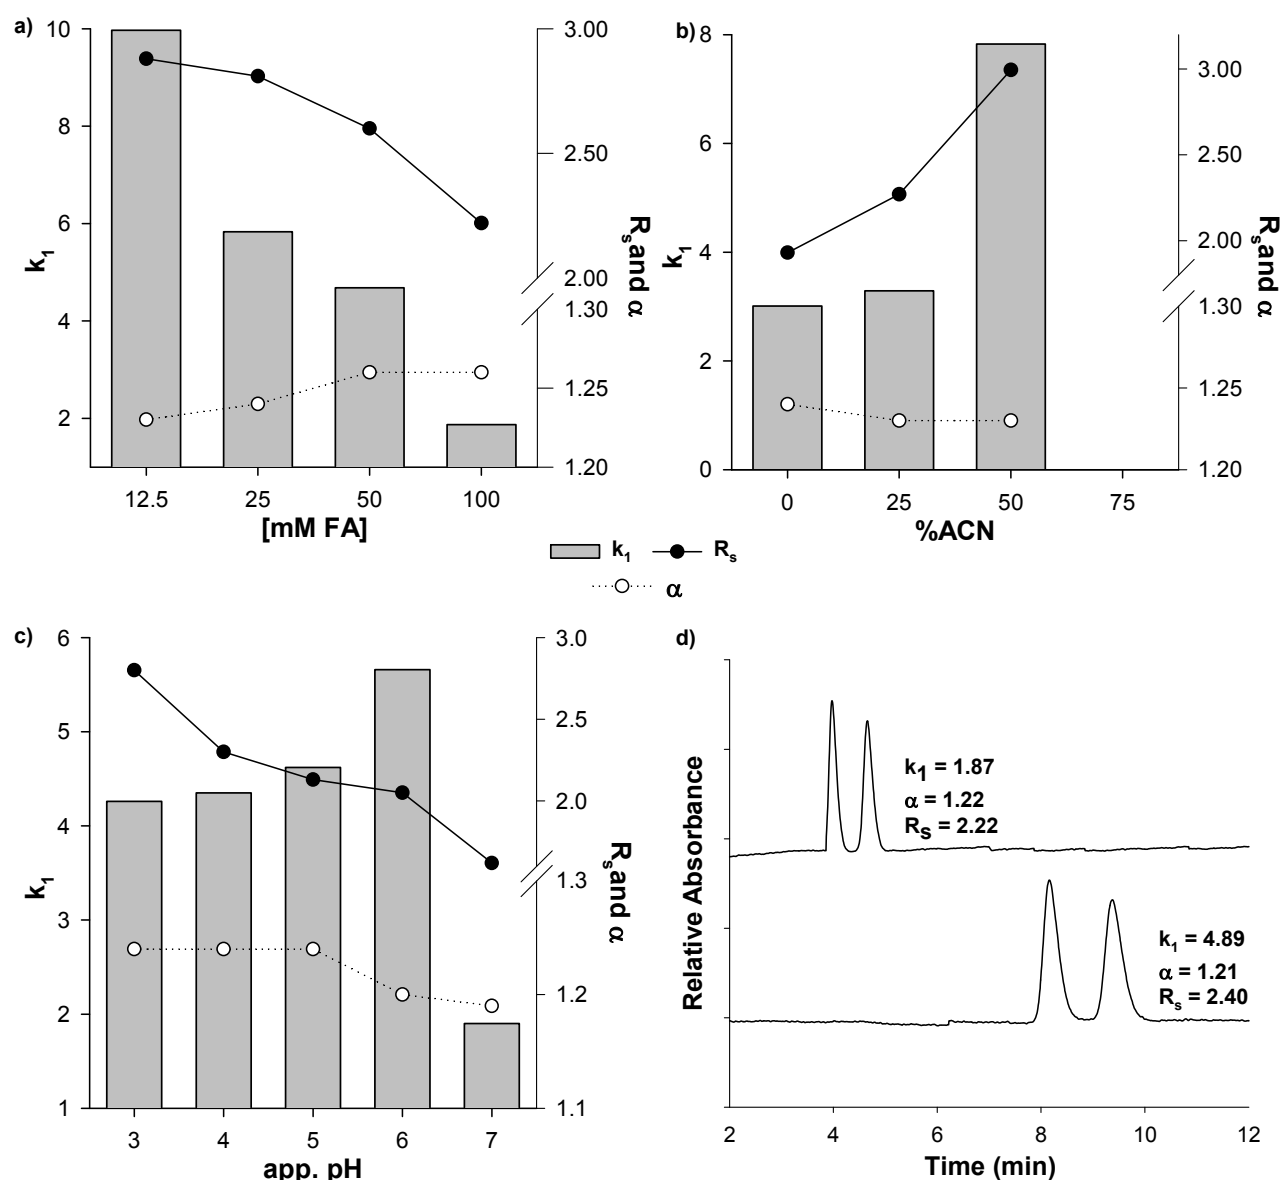 a)
10
8
6
4
2
k1
3.00
2.50
2.00
1.30
1.25
1.20
Rs and α
12.5 25 50 100
[mM FA]
b)
8
6
4
2
0
k1
3.00
2.50
2.00
1.30
1.25
1.20
Rs and α
0 25 50 75
%ACN
k1 Rs
α
c)
6
5
4
3
2
1
k1
3.0
2.5
2.0
1.3
1.2
1.1
Rs and α
3 4 5 6 7
app. pH
d)
Relative Absorbance
k1 = 1.87
α = 1.22
Rs = 2.22
k1 = 4.89
α = 1.21
Rs = 2.40
2 4 6 8 10 12
Time (min)